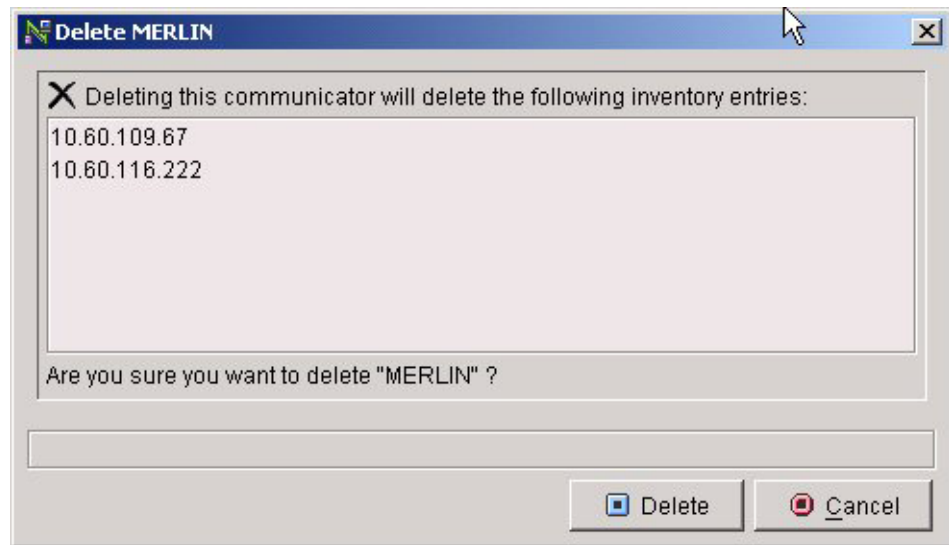 Delete MERLIN
Deleting this communicator will delete the following inventory entries:
10.60.109.67
10.60.116.222
Are you sure you want to delete "MERLIN" ?
Delete Cancel